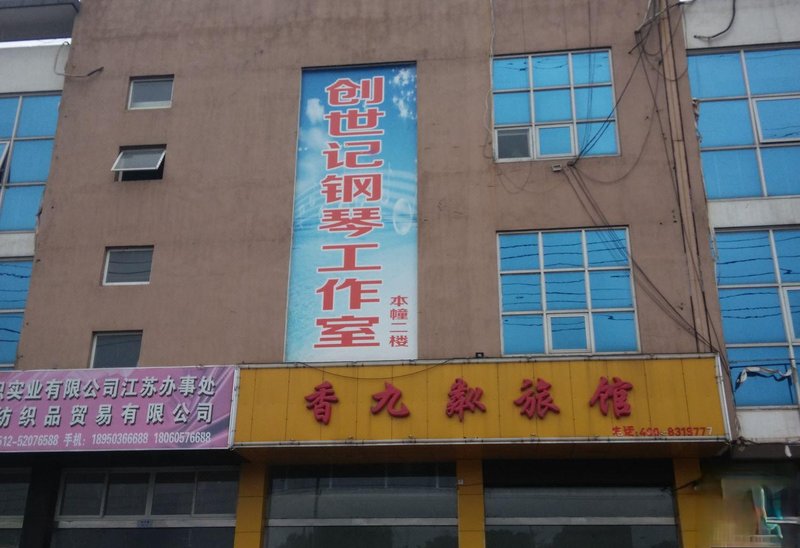 创世记钢琴工作室
本幢二楼
实业有限公司江苏办事处
纺织品贸易有限公司
512-52076588 手机：18950366688 18060576688
香九歀旅馆